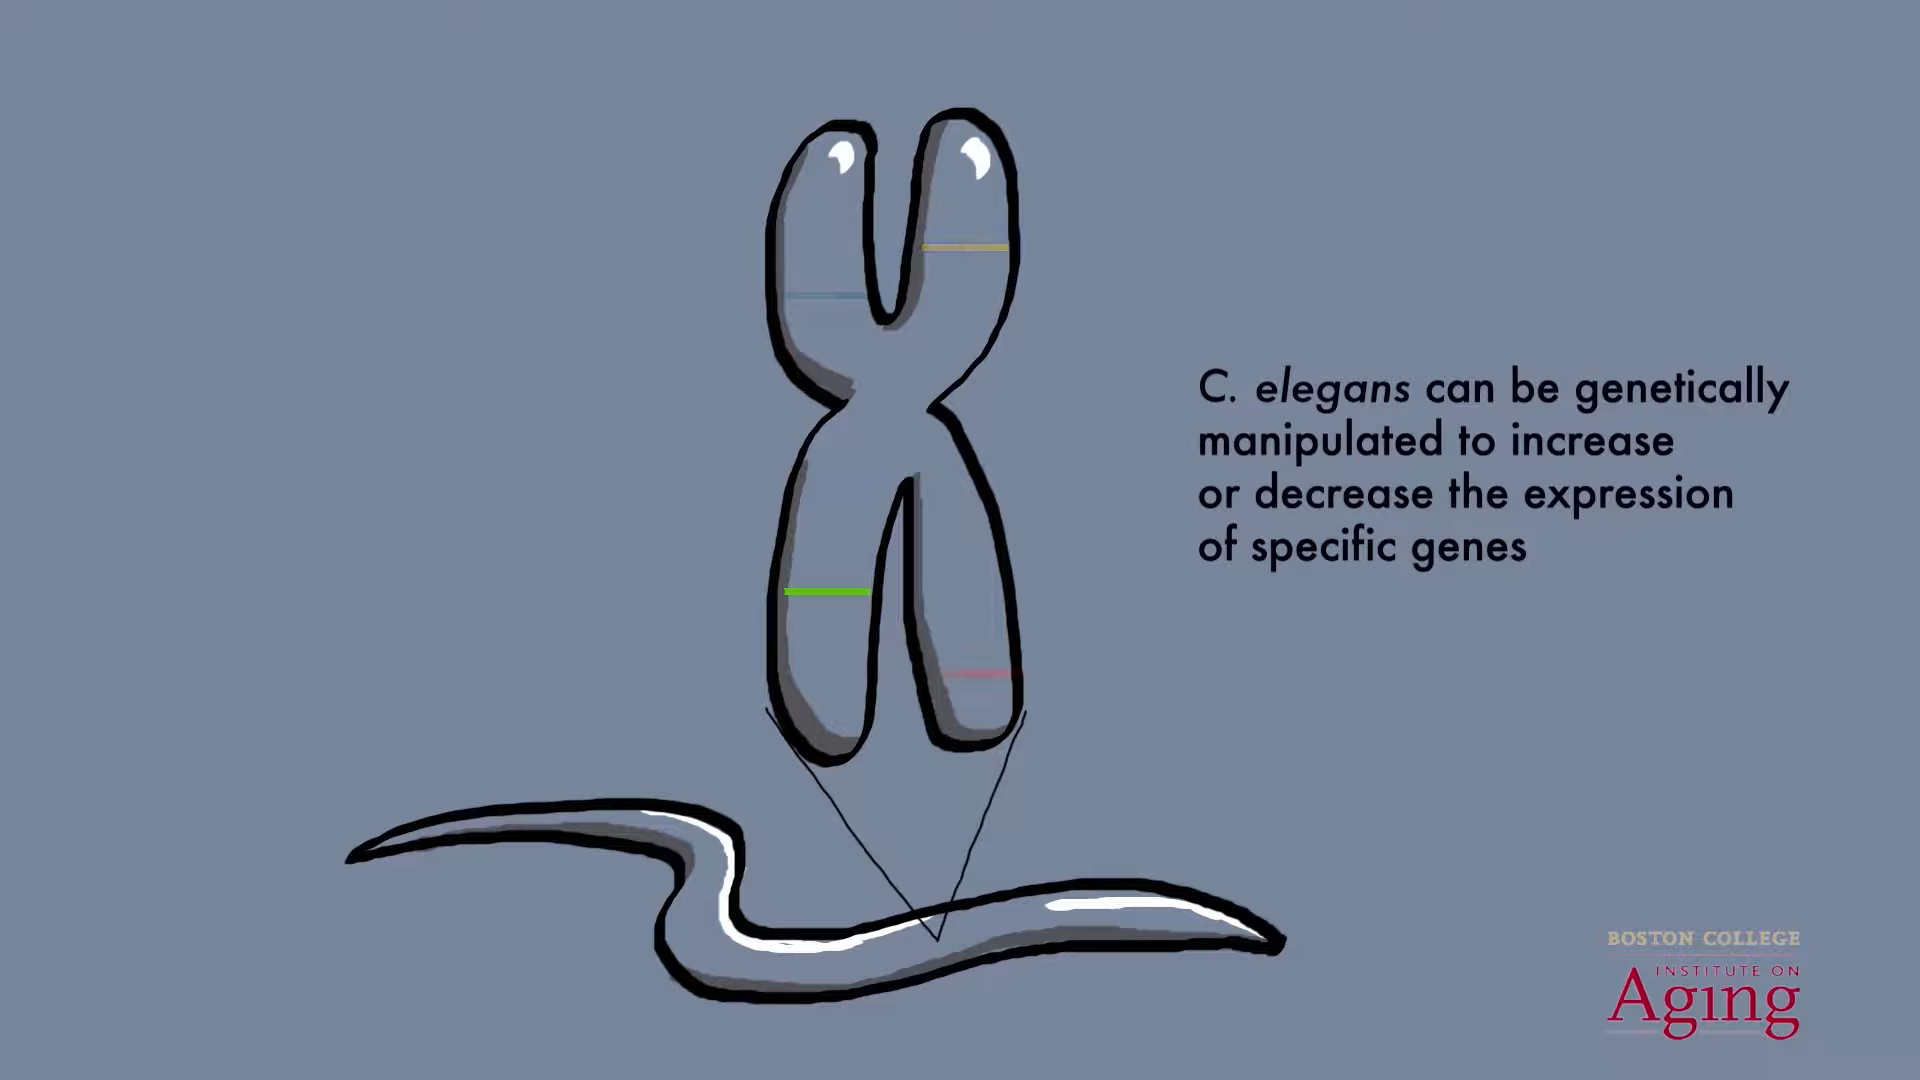 C. elegans can be genetically
manipulated to increase
or decrease the expression
of specific genes
BOSTON COLLEGE
INSTITUTE ON
Aging